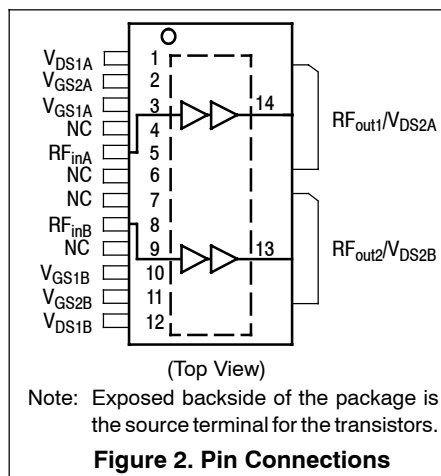 V_DS1A 1
V_GS2A 2
V_GS1A 3
NC 4
RF_inA 5
NC 6
NC 7
RF_inB 8
NC 9
V_GS1B 10
V_GS2B 11
V_DS1B 12
14 RF_out1/V_DS2A
13 RF_out2/V_DS2B
(Top View)
Note: Exposed backside of the package is
the source terminal for the transistors.
Figure 2. Pin Connections